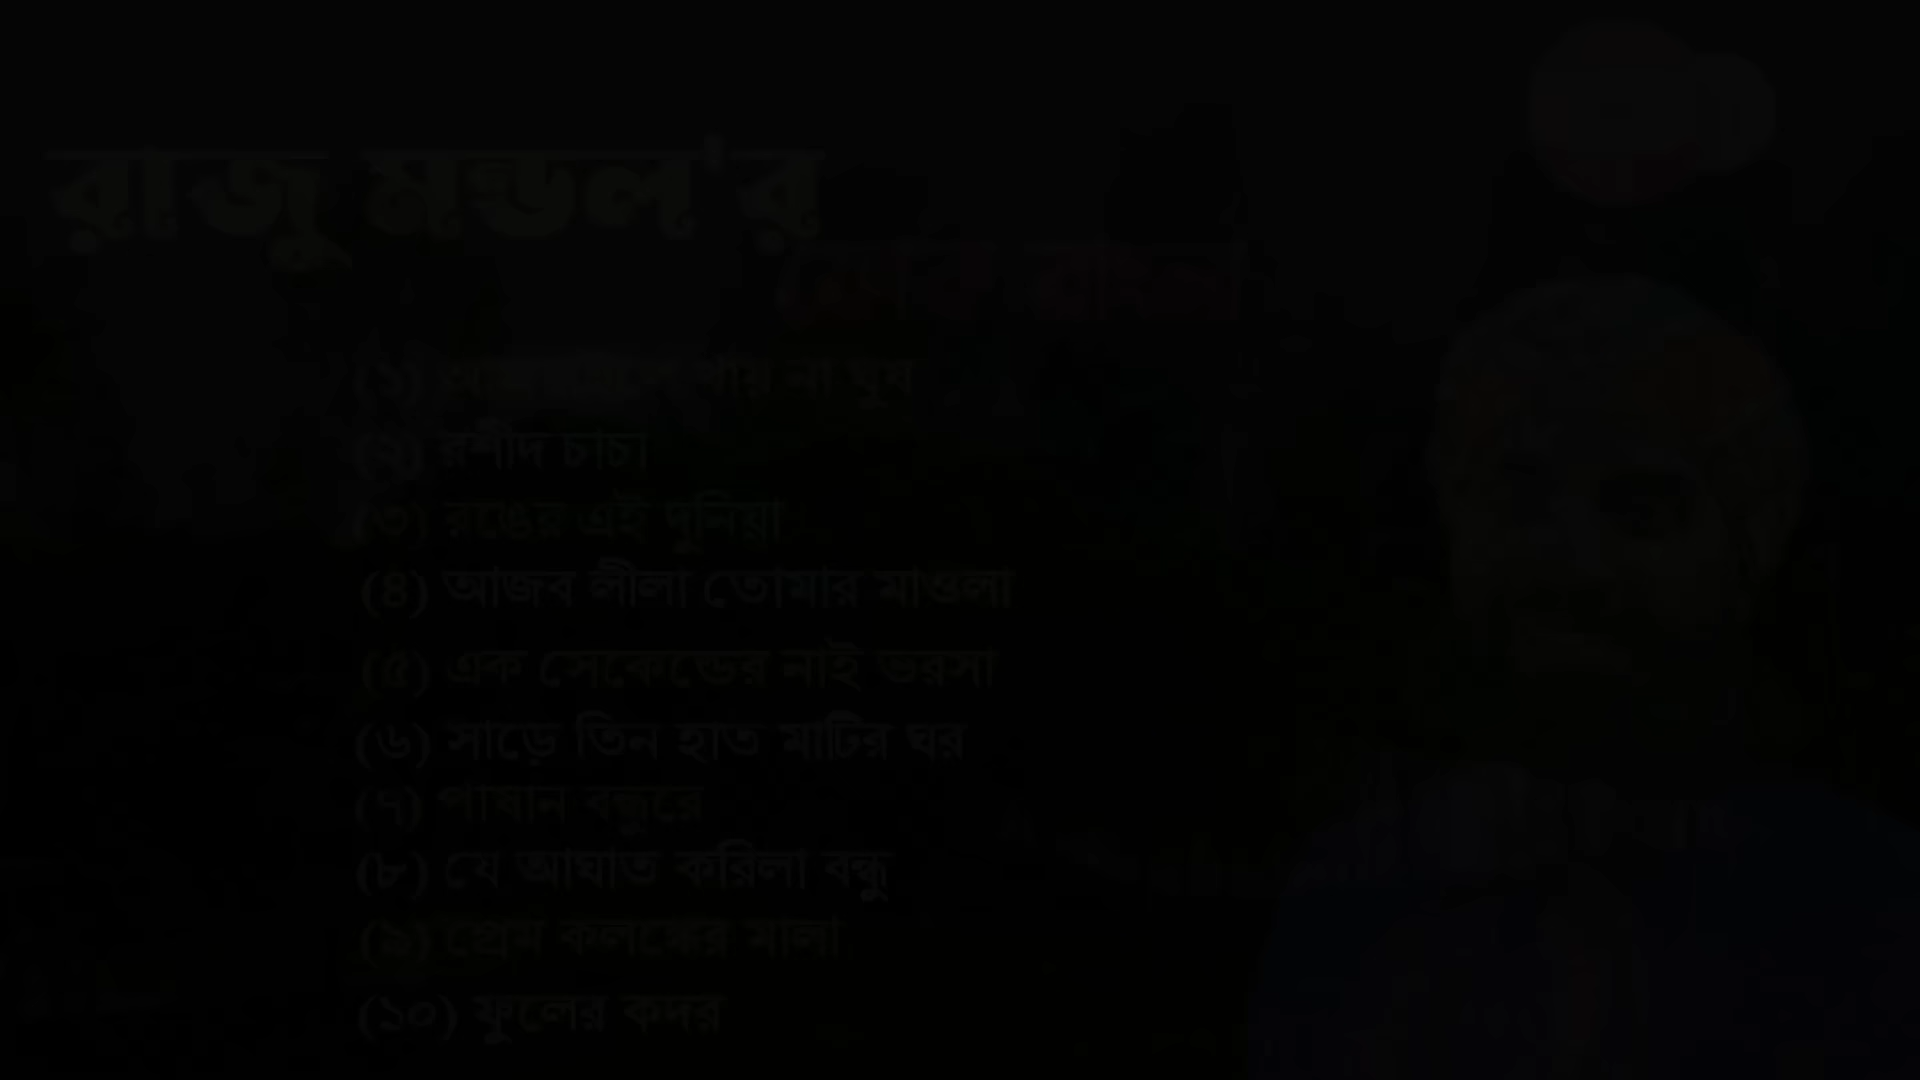 রাজু মন্ডল'র
(১) পায় না
(২) রশীদ চাচা
(৩) রঙের এই দুনিয়া
(৪) আজব লীলা তোমার মাওলা
(৫) এক সেকেন্ডের নাই ভরসা
(৬) সাড়ে তিন হাত মাটির ঘর
(৭) পাষান বন্ধুরে
(৮) যে আঘাত করিলা বন্ধু
(৯) প্রেম কলঙ্কের মালা
(১০) ফুলের কদর